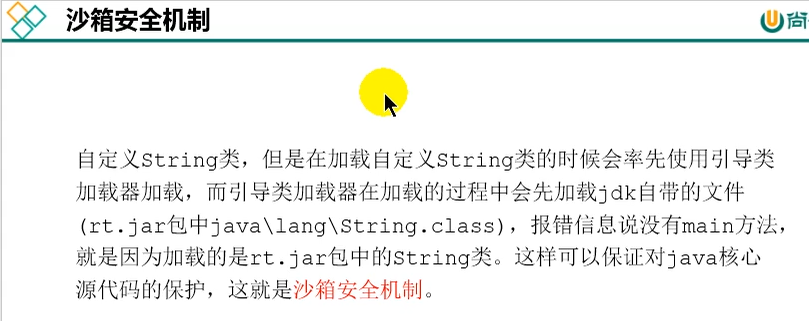 沙箱安全机制
尚
自定义String类，但是在加载自定义String类的时候会率先使用引导类
加载器加载，而引导类加载器在加载的过程中会先加载jdk自带的文件
(rt.jar包中java\lang\String.class)，报错信息说没有main方法，
就是因为加载的是rt.jar包中的String类。这样可以保证对java核心
源代码的保护，这就是沙箱安全机制。